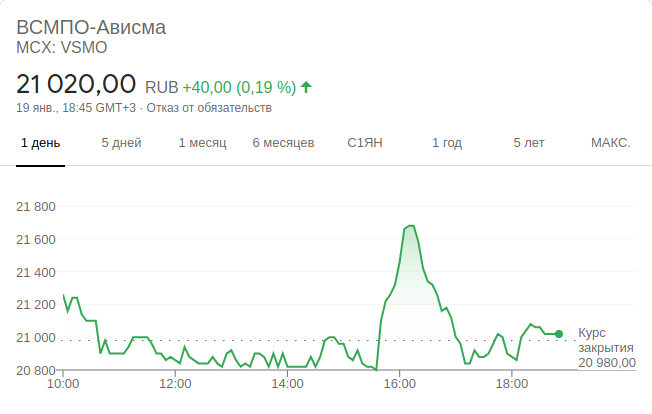 ВСМПО-Ависма
MCX: VSMO
21 020,00 RUB +40,00 (0,19 %)
19 янв., 18:45 GMT+3 · Отказ от обязательств
1 день 5 дней 1 месяц 6 месяцев С1ЯН 1 год 5 лет МАКС.
21 800
21 600
21 400
21 200
21 000
Курс
закрытия
20 980,00
20 800
10:00 12:00 14:00 16:00 18:00